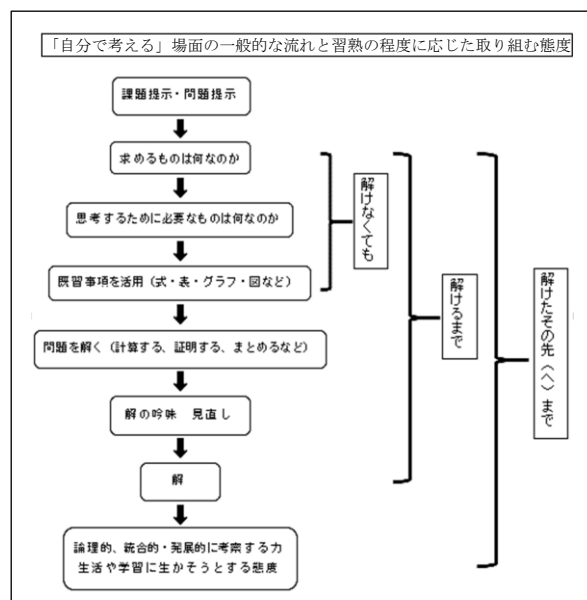 「自分で考える」場面の一般的な流れと習熟の程度に応じた取り組む態度
課題提示・問題提示
求めるものは何なのか
思考するために必要なものは何なのか
既習事項を活用（式・表・グラフ・図など）
問題を解く（計算する、証明する、まとめるなど）
解の吟味　見直し
解
論理的、統合的・発展的に考察する力
生活や学習に生かそうとする態度
解けなくても
解けるまで
解けたその先〈へ〉まで